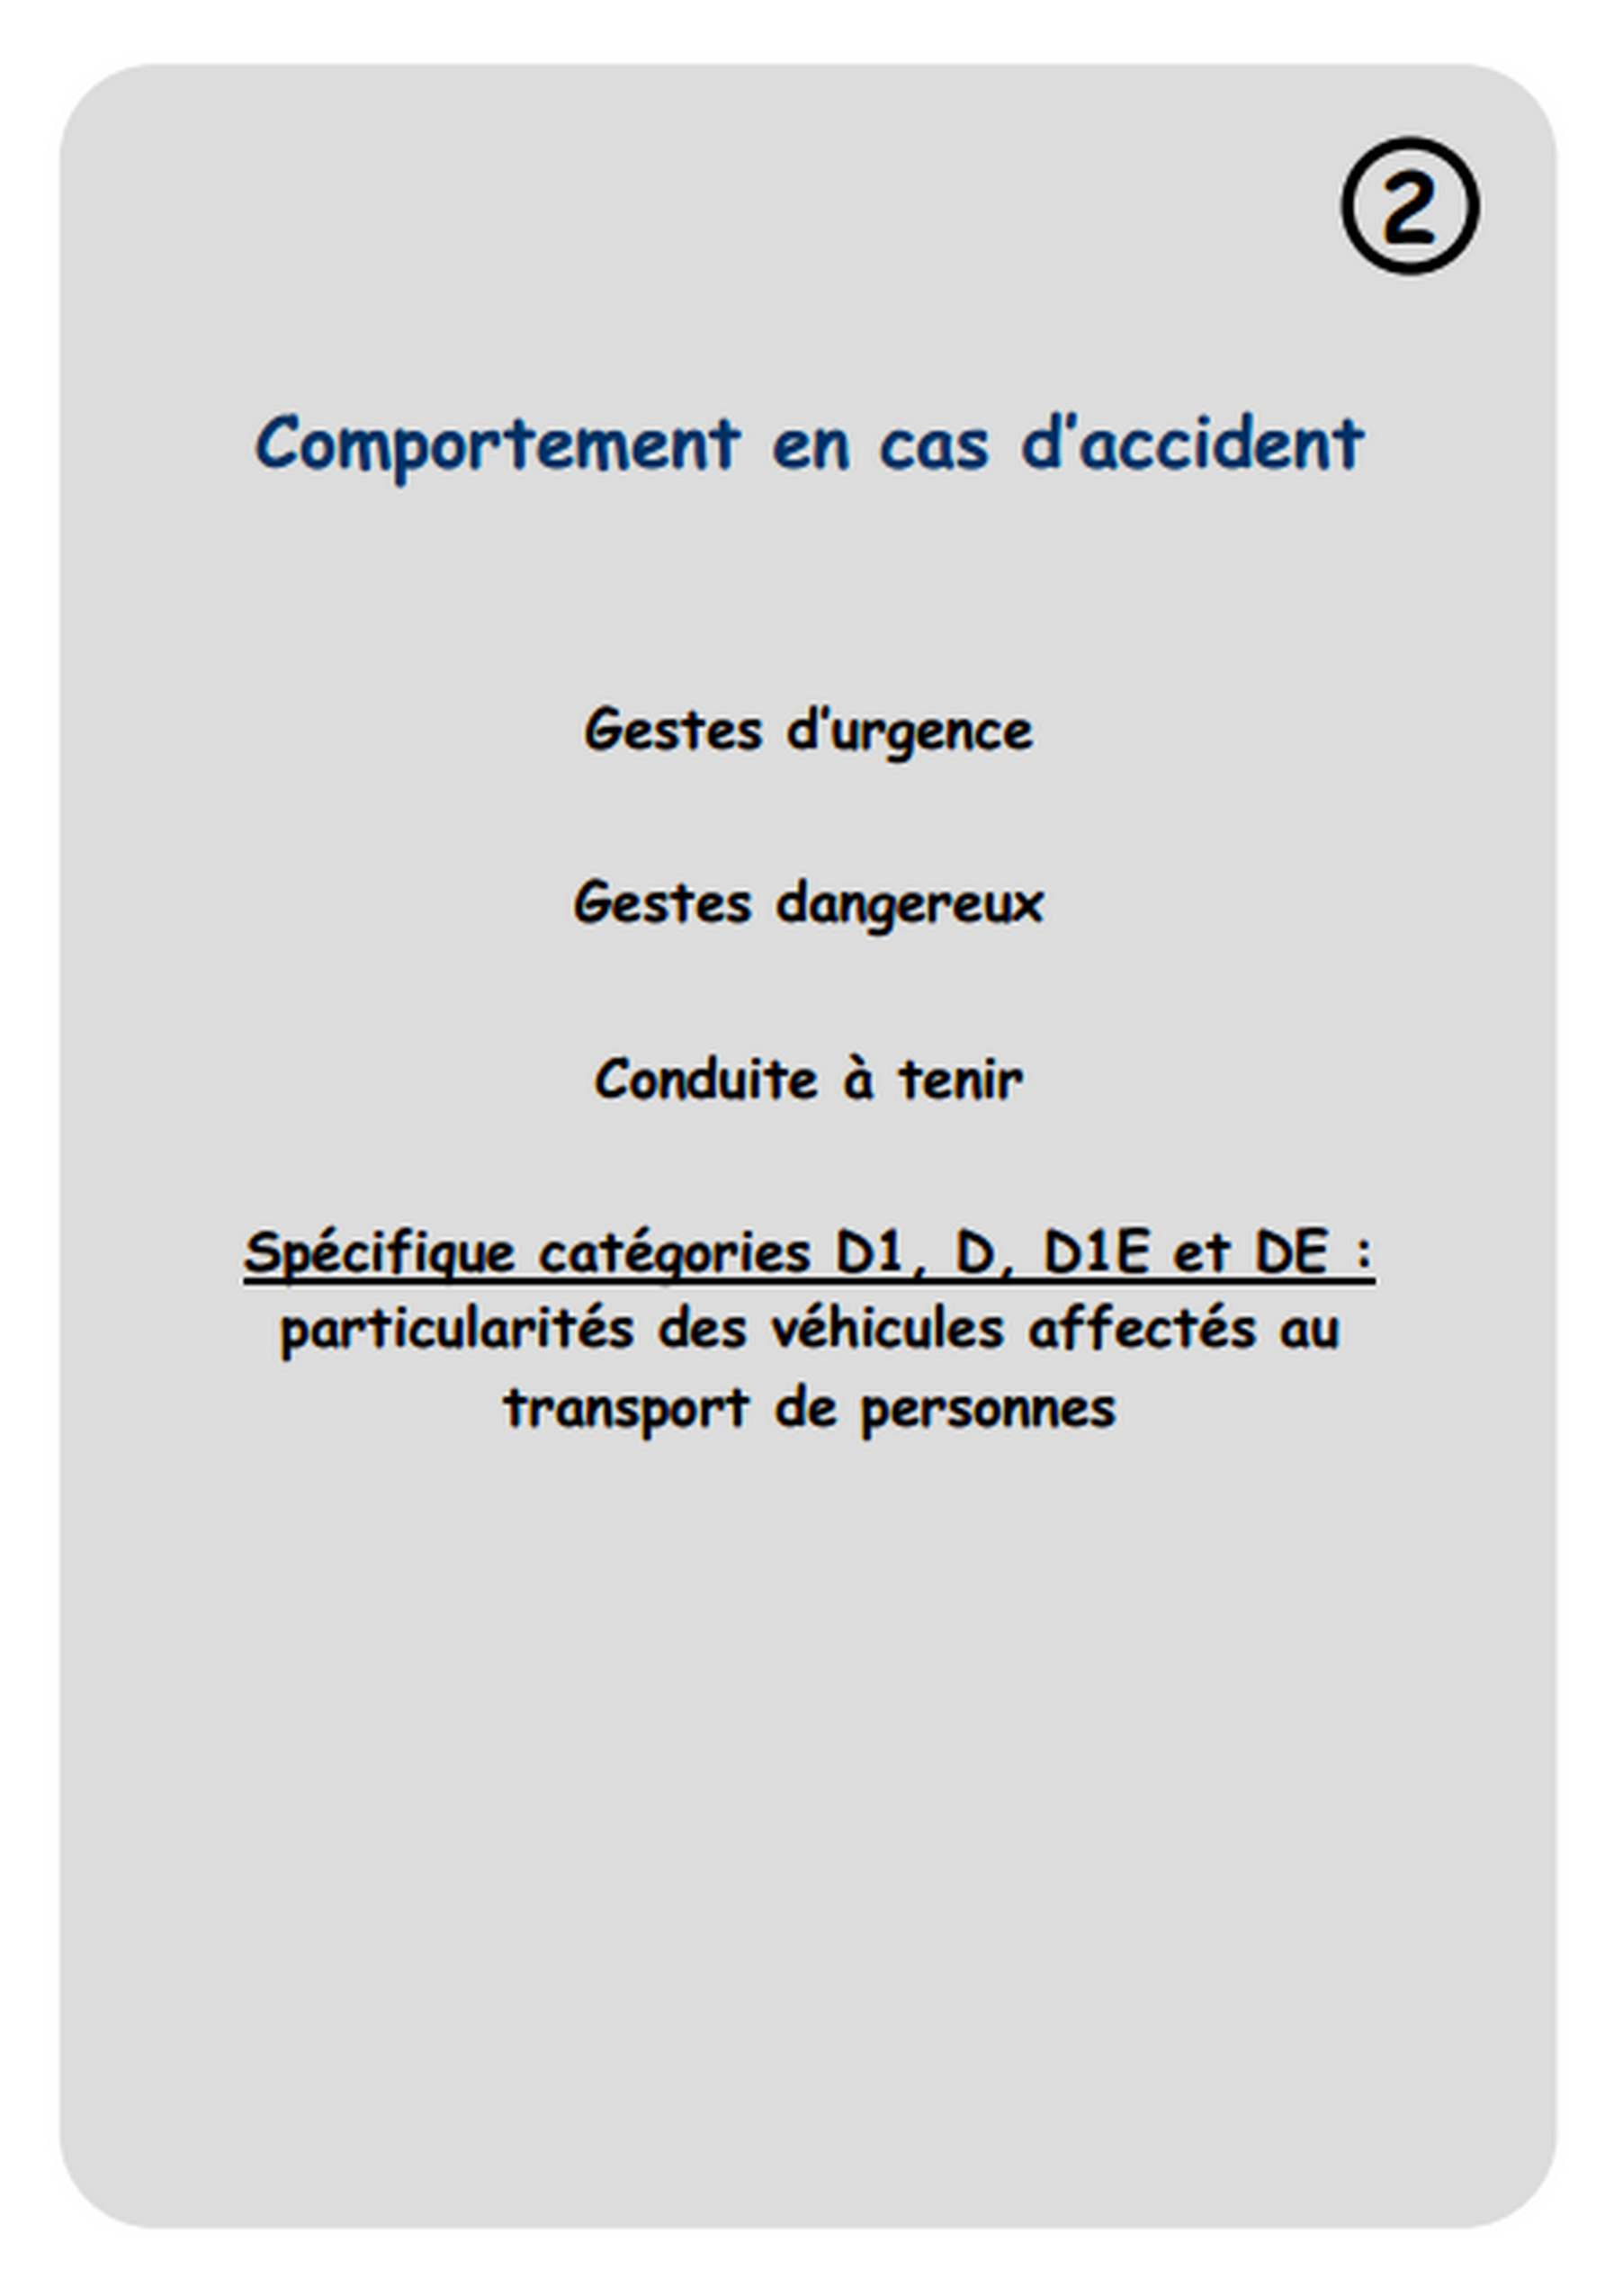 2
Comportement en cas d'accident
Gestes d'urgence
Gestes dangereux
Conduite à tenir
Spécifique catégories D1, D, D1E et DE :
particularités des véhicules affectés au
transport de personnes